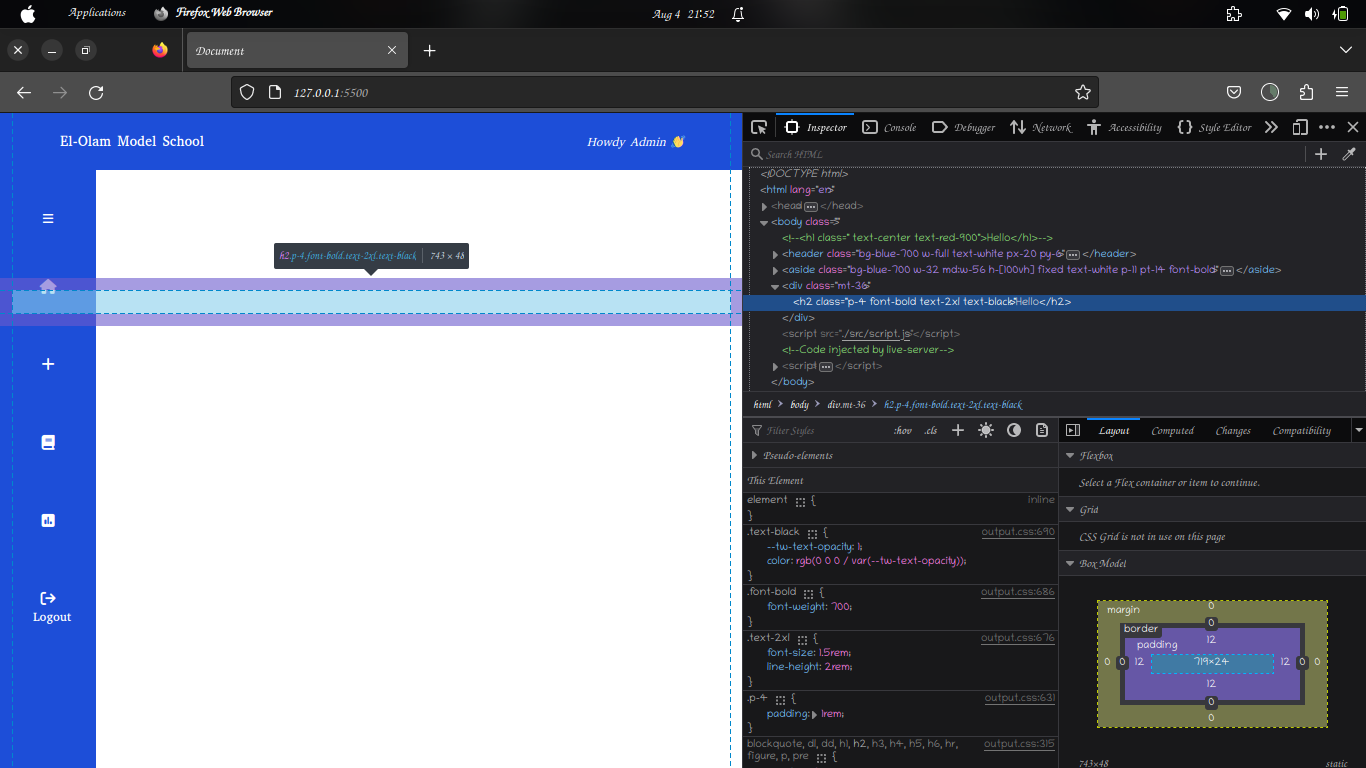 Applications Firefox Web Browser Aug 4 21:52
Document
127.0.0.1:5500
El-Olam Model School Howdy Admin 👋
Logout
h2.p-4.font-bold.text-2xl.text-black 743 × 48
Inspector Console Debugger Network Accessibility Style Editor
Search HTML
<!DOCTYPE html>
<html lang="en">
<head> </head>
<body class="">
<!--<h1 class=" text-center text-red-900">Hello</h1>-->
<header class="bg-blue-700 w-full text-white px-20 py-6"> </header>
<aside class="bg-blue-700 w-32 md:w-56 h-[100vh] fixed text-white p-11 pt-14 font-bold"> </aside>
<div class="mt-36">
<h2 class="p-4 font-bold text-2xl text-black">Hello</h2>
</div>
<script src="./src/script.js"></script>
<!--Code injected by live-server-->
<script> </script>
</body>
html body div.mt-36 h2.p-4.font-bold.text-2xl.text-black
Filter Styles :hov .cls
Pseudo-elements
This Element
element { inline
}
.text-black { output.css:690
--tw-text-opacity: 1;
color: rgb(0 0 0 / var(--tw-text-opacity));
}
.font-bold { output.css:686
font-weight: 700;
}
.text-2xl { output.css:676
font-size: 1.5rem;
line-height: 2rem;
}
.p-4 { output.css:631
padding: 1rem;
}
blockquote, dl, dd, h1, h2, h3, h4, h5, h6, hr, output.css:315
figure, p, pre {
Layout Computed Changes Compatibility
Flexbox
Select a Flex container or item to continue.
Grid
CSS Grid is not in use on this page
Box Model
margin 0
border 0
padding 12
0 0 12 719×24 12 0 0
12
0
0
743×48 static